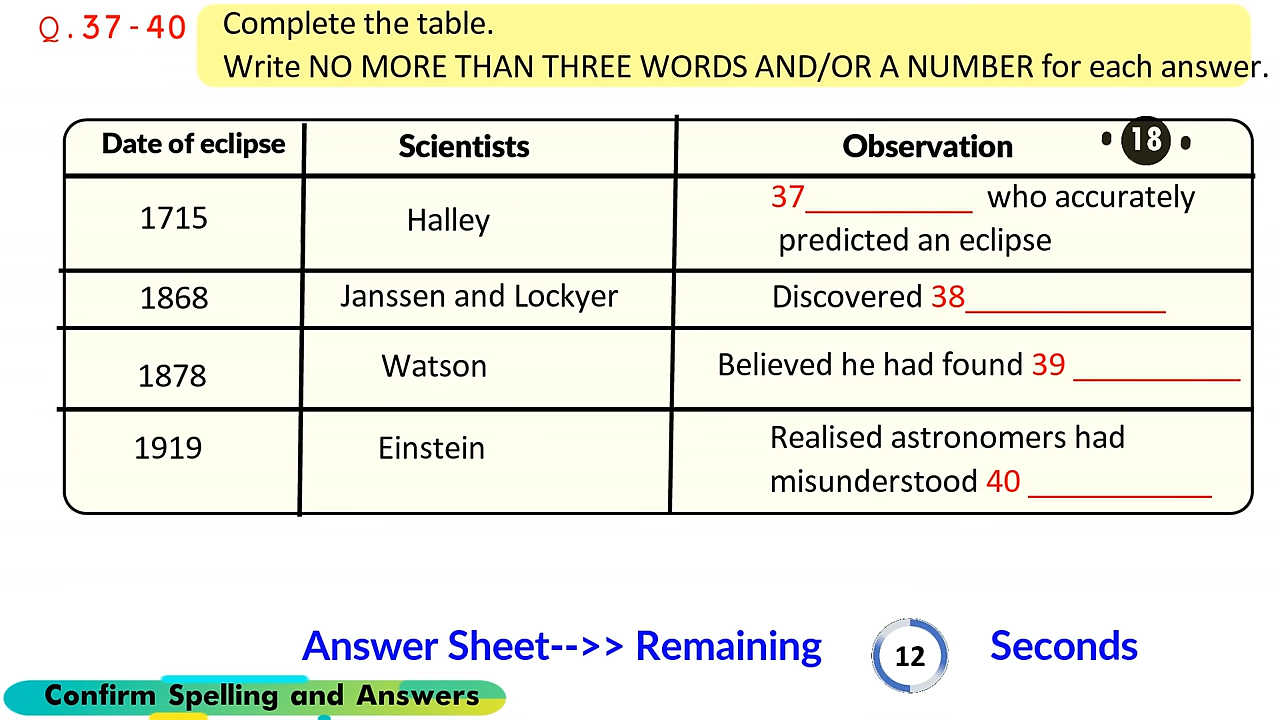 Q.37-40
Complete the table.
Write NO MORE THAN THREE WORDS AND/OR A NUMBER for each answer.
Date of eclipse Scientists Observation 18
1715 Halley 37__________ who accurately
predicted an eclipse
1868 Janssen and Lockyer Discovered 38____________
1878 Watson Believed he had found 39 __________
1919 Einstein Realised astronomers had
misunderstood 40 ___________
Answer Sheet-->> Remaining 12 Seconds
Confirm Spelling and Answers